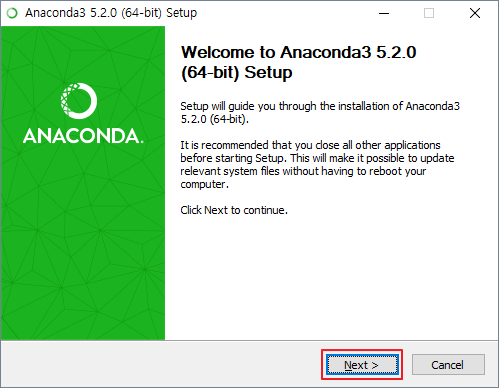 Anaconda3 5.2.0 (64-bit) Setup
Welcome to Anaconda3 5.2.0
(64-bit) Setup
Setup will guide you through the installation of Anaconda3
5.2.0 (64-bit).
It is recommended that you close all other applications
before starting Setup. This will make it possible to update
relevant system files without having to reboot your
computer.
Click Next to continue.
ANACONDA.
Next >
Cancel